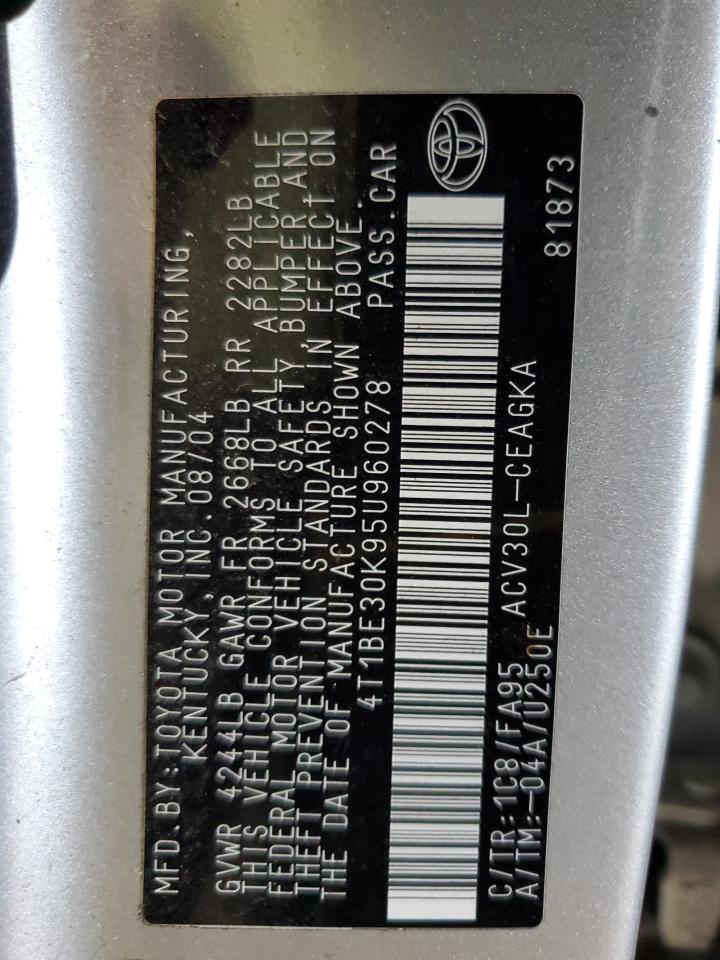 MFD.BY:TOYOTA MOTOR MANUFACTURING,
KENTUCKY, INC. 08/04
GVWR 4244LB GAWR FR 2668LB RR 2282LB
THIS VEHICLE CONFORMS TO ALL APPLICABLE
FEDERAL MOTOR VEHICLE SAFETY, BUMPER AND
THEFT PREVENTION STANDARDS IN EFFECT ON
THE DATE OF MANUFACTURE SHOWN ABOVE.
4T1BE30K95U960278 PASS.CAR
C/TR:1C8/FA95 ACV30L-CEAGKA
A/TM:-04A/U250E 81873